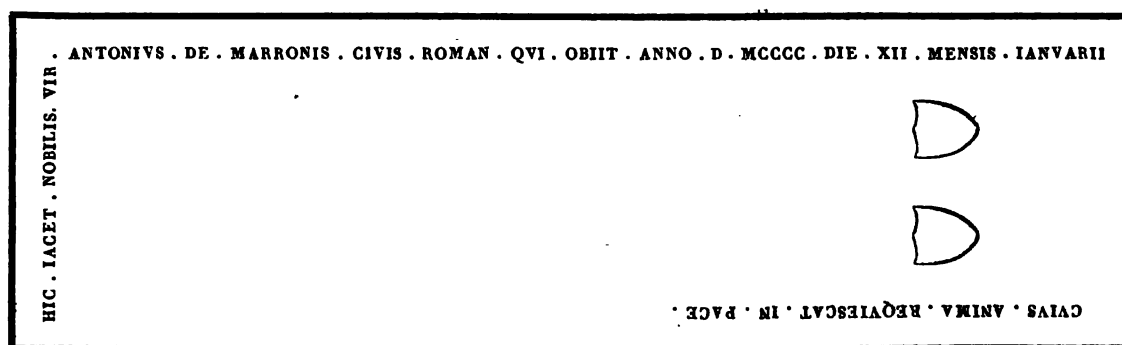 HIC . IACET . NOBILIS. VIR .
ANTONIVS . DE . MARRONIS . CIVIS . ROMAN . QVI . OBIIT . ANNO . D . MCCCC . DIE . XII . MENSIS . IANVARII
CVIVS . ANIMA . REQVIESCAT . IN . PACE .